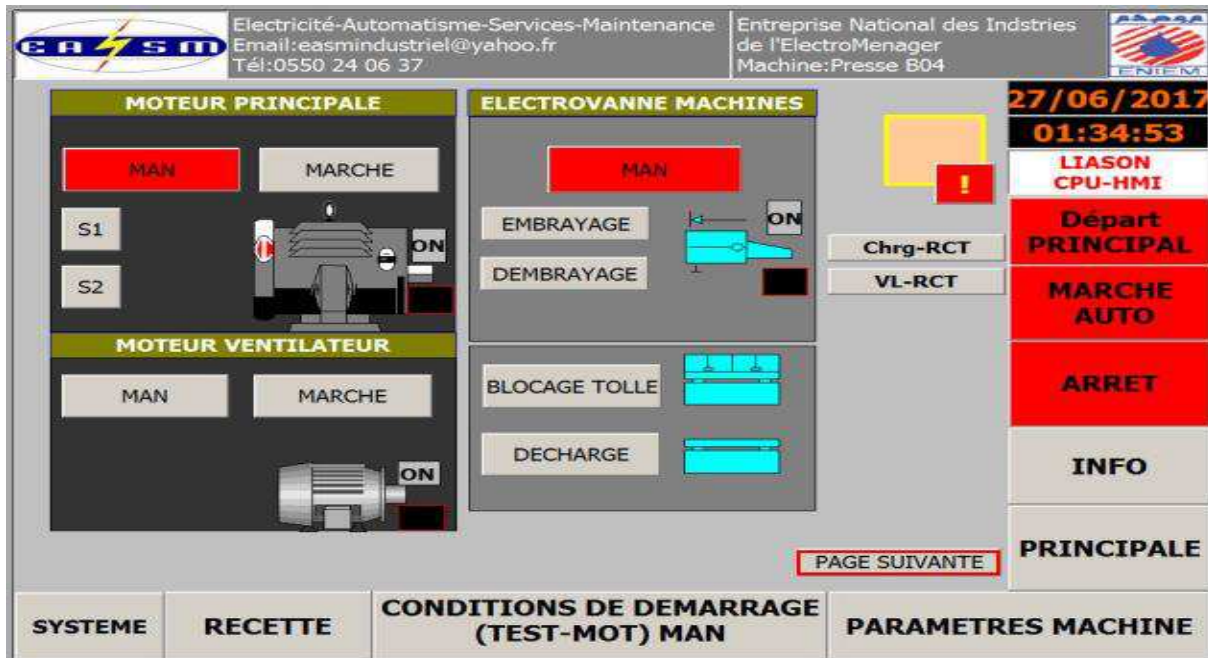 EASM
Electricité-Automatisme-Services-Maintenance
Email:easmindustriel@yahoo.fr
Tél:0550 24 06 37
Entreprise National des Indstries
de l'ElectroMenager
Machine:Presse B04
ENIEM
MOTEUR PRINCIPALE
MAN
MARCHE
S1
S2
ON
MOTEUR VENTILATEUR
MAN
MARCHE
ON
ELECTROVANNE MACHINES
MAN
EMBRAYAGE
ON
DEMBRAYAGE
BLOCAGE TOLLE
DECHARGE
!
Chrg-RCT
VL-RCT
PAGE SUIVANTE
27/06/2017
01:34:53
LIASON
CPU-HMI
Départ
PRINCIPAL
MARCHE
AUTO
ARRET
INFO
PRINCIPALE
SYSTEME
RECETTE
CONDITIONS DE DEMARRAGE
(TEST-MOT) MAN
PARAMETRES MACHINE